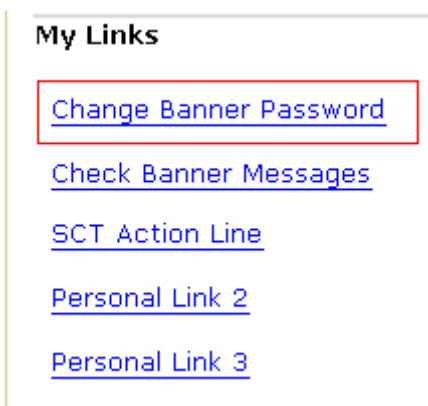 My Links
Change Banner Password
Check Banner Messages
SCT Action Line
Personal Link 2
Personal Link 3